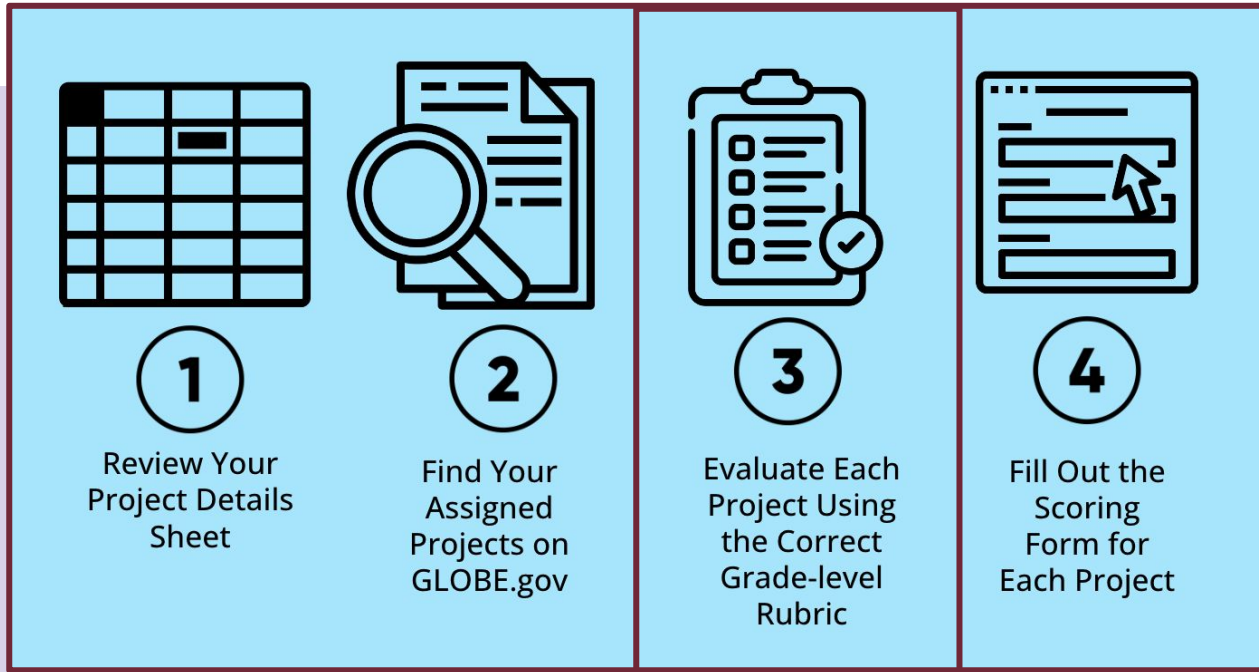 1
Review Your
Project Details
Sheet
2
Find Your
Assigned
Projects on
GLOBE.gov
3
Evaluate Each
Project Using
the Correct
Grade-level
Rubric
4
Fill Out the
Scoring
Form for
Each Project